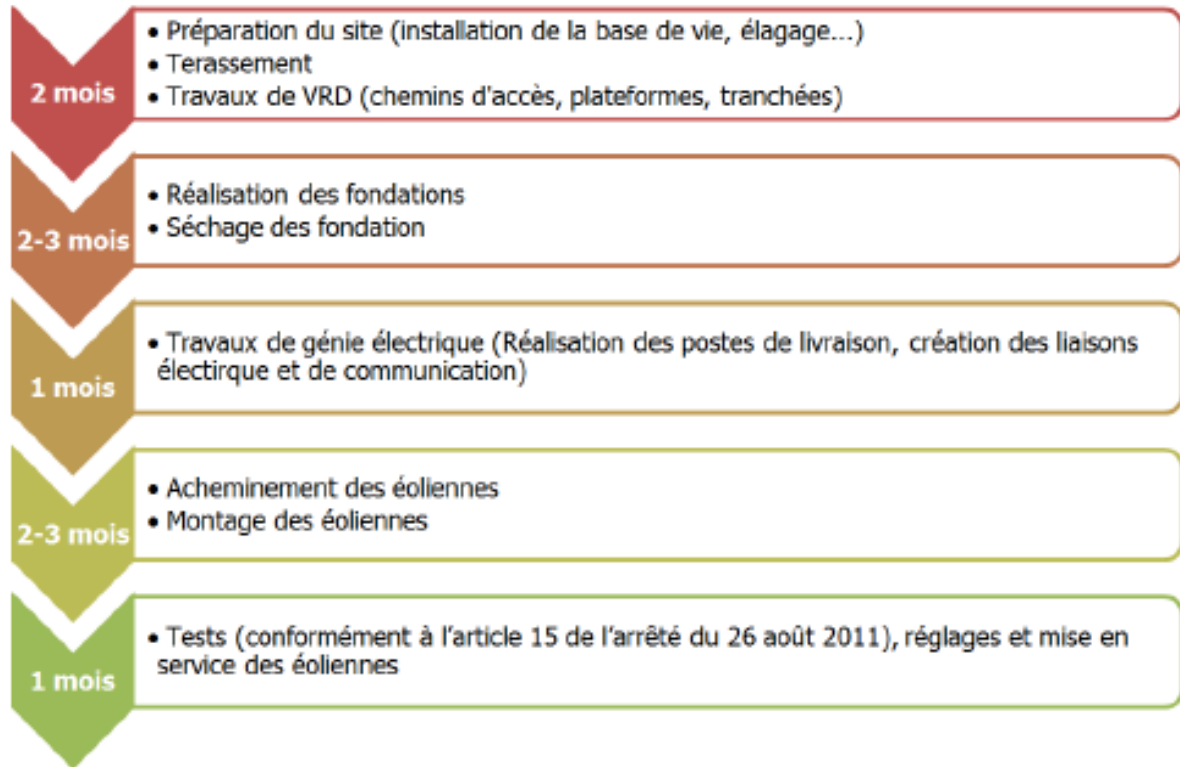 2 mois
• Préparation du site (installation de la base de vie, élagage...)
• Terassement
• Travaux de VRD (chemins d'accès, plateformes, tranchées)
2-3 mois
• Réalisation des fondations
• Séchage des fondation
1 mois
• Travaux de génie électrique (Réalisation des postes de livraison, création des liaisons
électirque et de communication)
2-3 mois
• Acheminement des éoliennes
• Montage des éoliennes
1 mois
• Tests (conformément à l'article 15 de l'arrêté du 26 août 2011), réglages et mise en
service des éoliennes